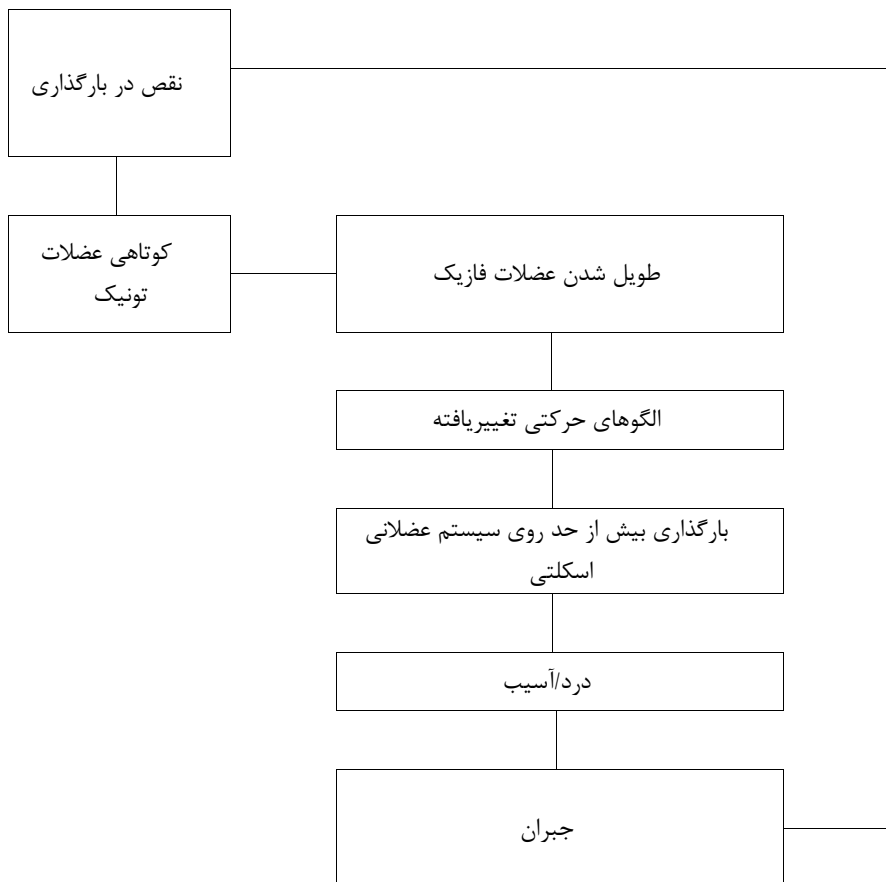 نقص در بارگذاری
کوتاهی عضلات
تونیک
طویل شدن عضلات فازیک
الگوهای حرکتی تغییریافته
بارگذاری بیش از حد روی سیستم عضلانی
اسکلتی
درد/آسیب
جبران